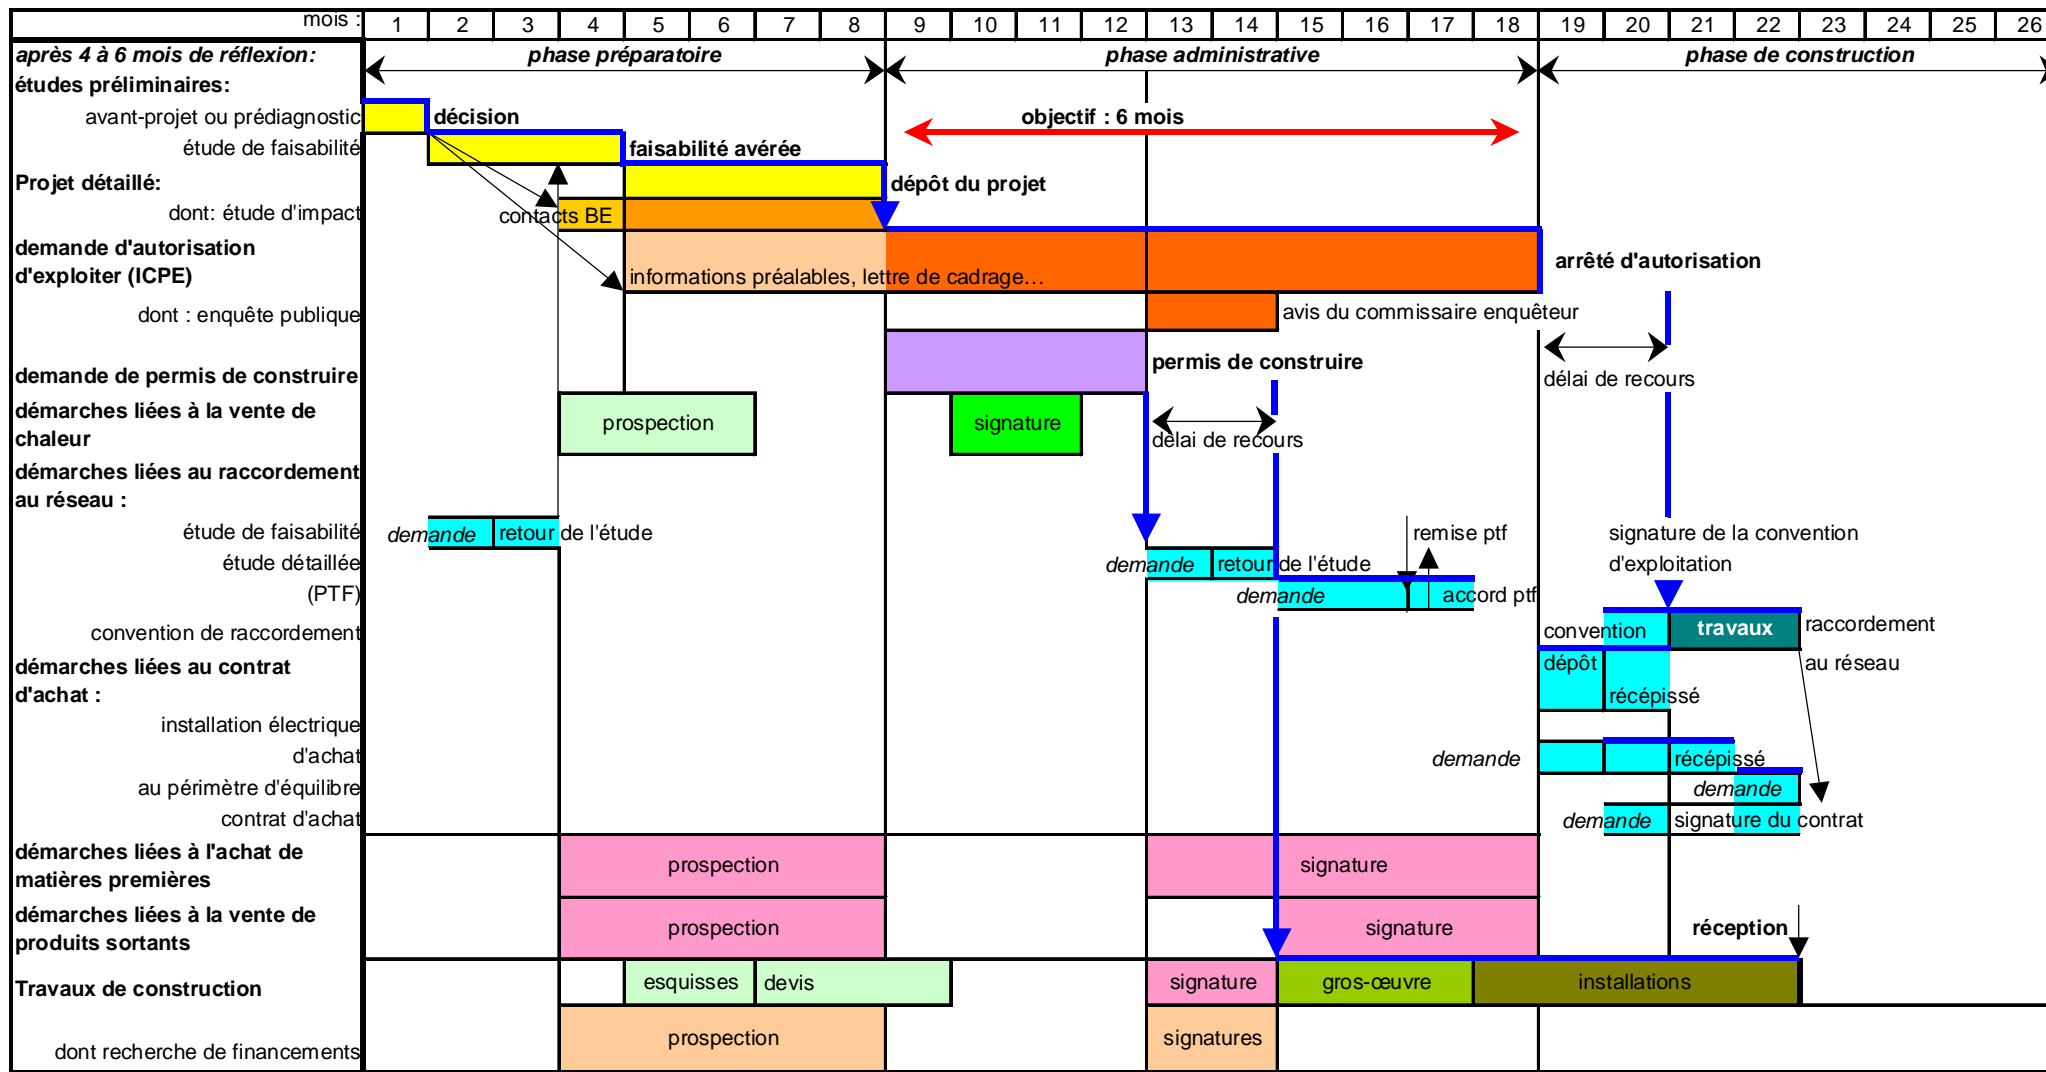 mois : 1 2 3 4 5 6 7 8 9 10 11 12 13 14 15 16 17 18 19 20 21 22 23 24 25 26
après 4 à 6 mois de réflexion: phase préparatoire phase administrative phase de construction
études préliminaires:
avant-projet ou prédiagnostic décision objectif : 6 mois
étude de faisabilité faisabilité avérée
Projet détaillé: dépôt du projet
dont: étude d'impact contacts BE
demande d'autorisation
d'exploiter (ICPE) informations préalables, lettre de cadrage… arrêté d'autorisation
dont : enquête publique avis du commissaire enquêteur
demande de permis de construire permis de construire délai de recours
démarches liées à la vente de
chaleur prospection signature délai de recours
démarches liées au raccordement
au réseau :
étude de faisabilité demande retour de l'étude remise ptf signature de la convention
étude détaillée demande retour de l'étude d'exploitation
(PTF) demande accord ptf
convention de raccordement convention travaux raccordement
démarches liées au contrat dépôt au réseau
d'achat : récépissé
installation électrique
d'achat demande récépissé
au périmètre d'équilibre demande
contrat d'achat demande signature du contrat
démarches liées à l'achat de
matières premières prospection signature
démarches liées à la vente de
produits sortants prospection signature réception
Travaux de construction esquisses devis signature gros-œuvre installations
dont recherche de financements prospection signatures